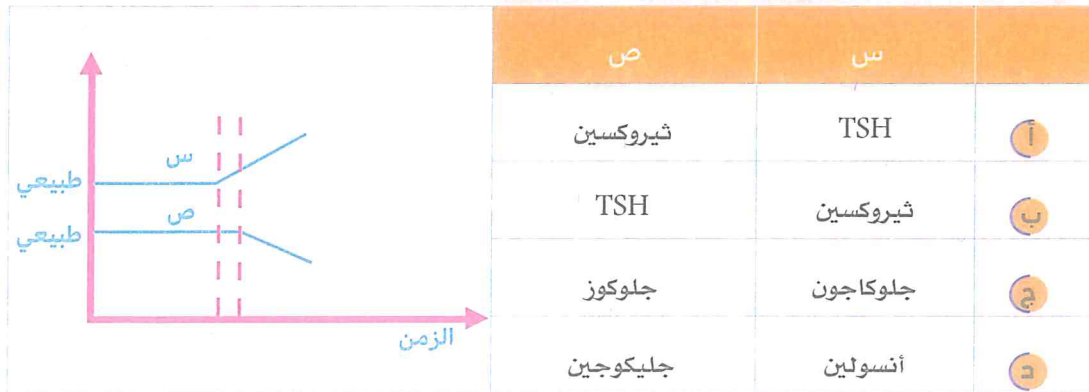 س ص
أ TSH ثيروكسين
ب ثيروكسين TSH
ج جلوكاجون جلوكوز
د أنسولين جليكوجين
س
طبيعي
ص
طبيعي
الزمن